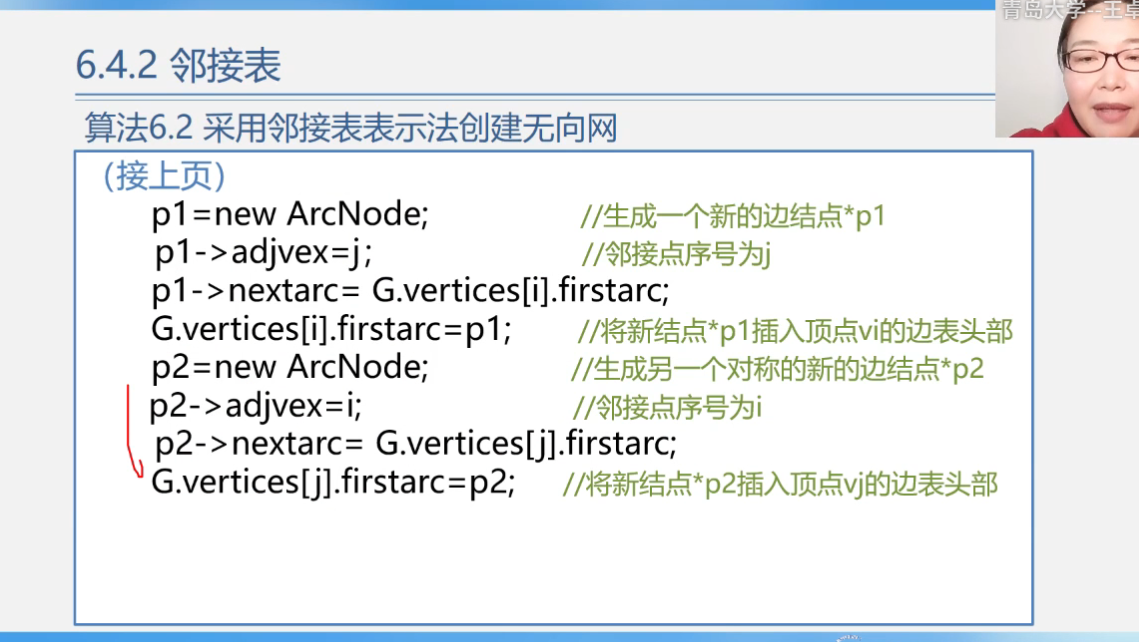 青岛大学--王卓
6.4.2 邻接表
算法6.2 采用邻接表表示法创建无向网
(接上页)
p1=new ArcNode; //生成一个新的边结点*p1
p1->adjvex=j; //邻接点序号为j
p1->nextarc= G.vertices[i].firstarc;
G.vertices[i].firstarc=p1; //将新结点*p1插入顶点vi的边表头部
p2=new ArcNode; //生成另一个对称的新的边结点*p2
p2->adjvex=i; //邻接点序号为i
p2->nextarc= G.vertices[j].firstarc;
G.vertices[j].firstarc=p2; //将新结点*p2插入顶点vj的边表头部